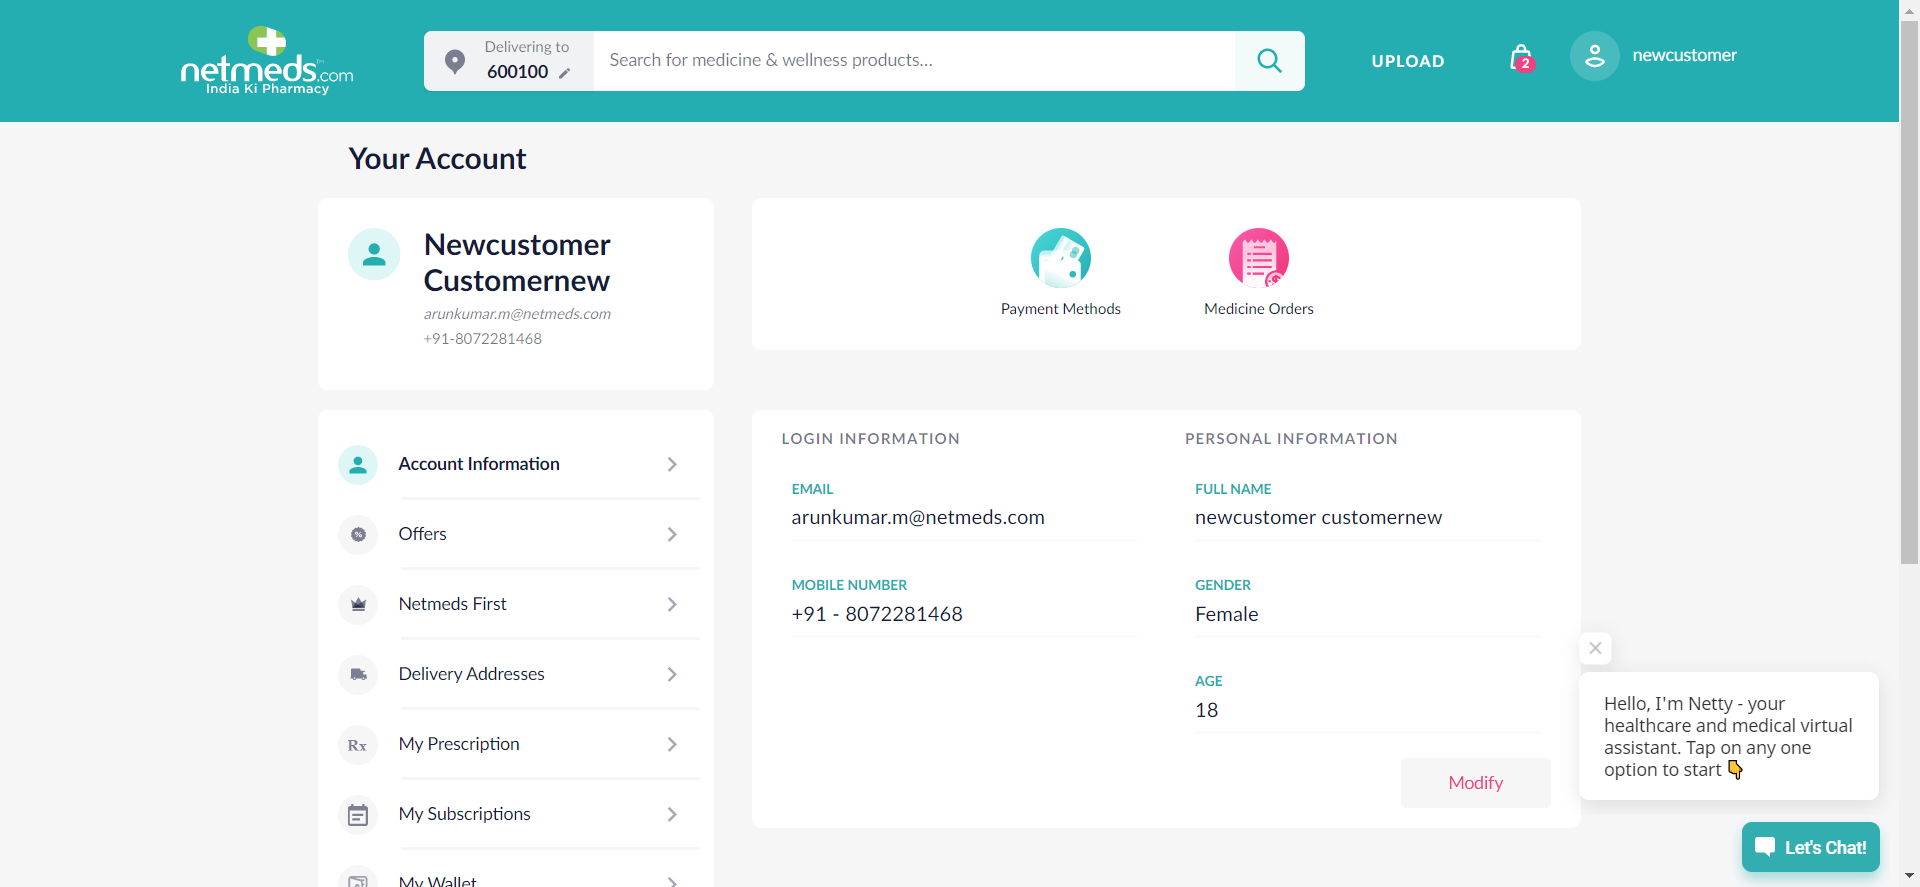 netmeds.com
India Ki Pharmacy
Delivering to
600100
Search for medicine & wellness products...
UPLOAD
2
newcustomer
Your Account
Newcustomer
Customernew
arunkumar.m@netmeds.com
+91-8072281468
Payment Methods
Medicine Orders
Account Information
Offers
Netmeds First
Delivery Addresses
Rx
My Prescription
My Subscriptions
My Wallet
LOGIN INFORMATION
EMAIL
arunkumar.m@netmeds.com
MOBILE NUMBER
+91 - 8072281468
PERSONAL INFORMATION
FULL NAME
newcustomer customernew
GENDER
Female
AGE
18
Modify
Hello, I'm Netty - your
healthcare and medical virtual
assistant. Tap on any one
option to start 👇
Let's Chat!